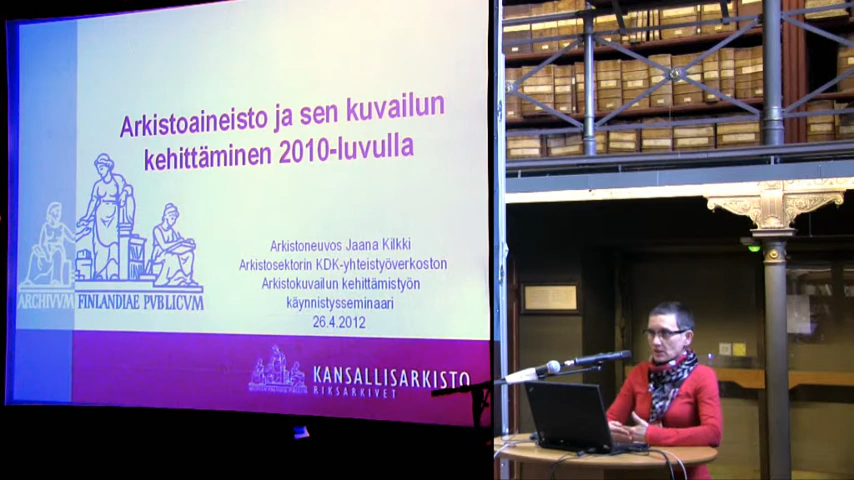 Arkistoaineisto ja sen kuvailun
kehittäminen 2010-luvulla
Arkistoneuvos Jaana Kilkki
Arkistosektorin KDK-yhteistyöverkoston
Arkistokuvailun kehittämistyön
käynnistysseminaari
26.4.2012
ARCHIVVM FINLANDIAE PVBLICVM
KANSALLISARKISTO
RIKSARKIVET